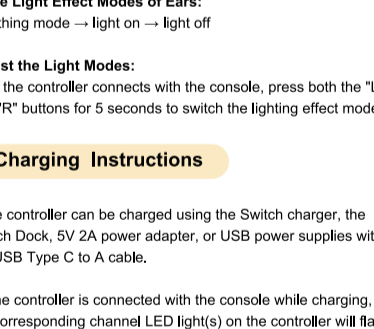 e Light Effect Modes of Ears:
thing mode → light on → light off
st the Light Modes:
the controller connects with the console, press both the "L
"R" buttons for 5 seconds to switch the lighting effect mode
Charging Instructions
e controller can be charged using the Switch charger, the
ch Dock, 5V 2A power adapter, or USB power supplies wit
USB Type C to A cable.
he controller is connected with the console while charging,
orresponding channel LED light(s) on the controller will fla